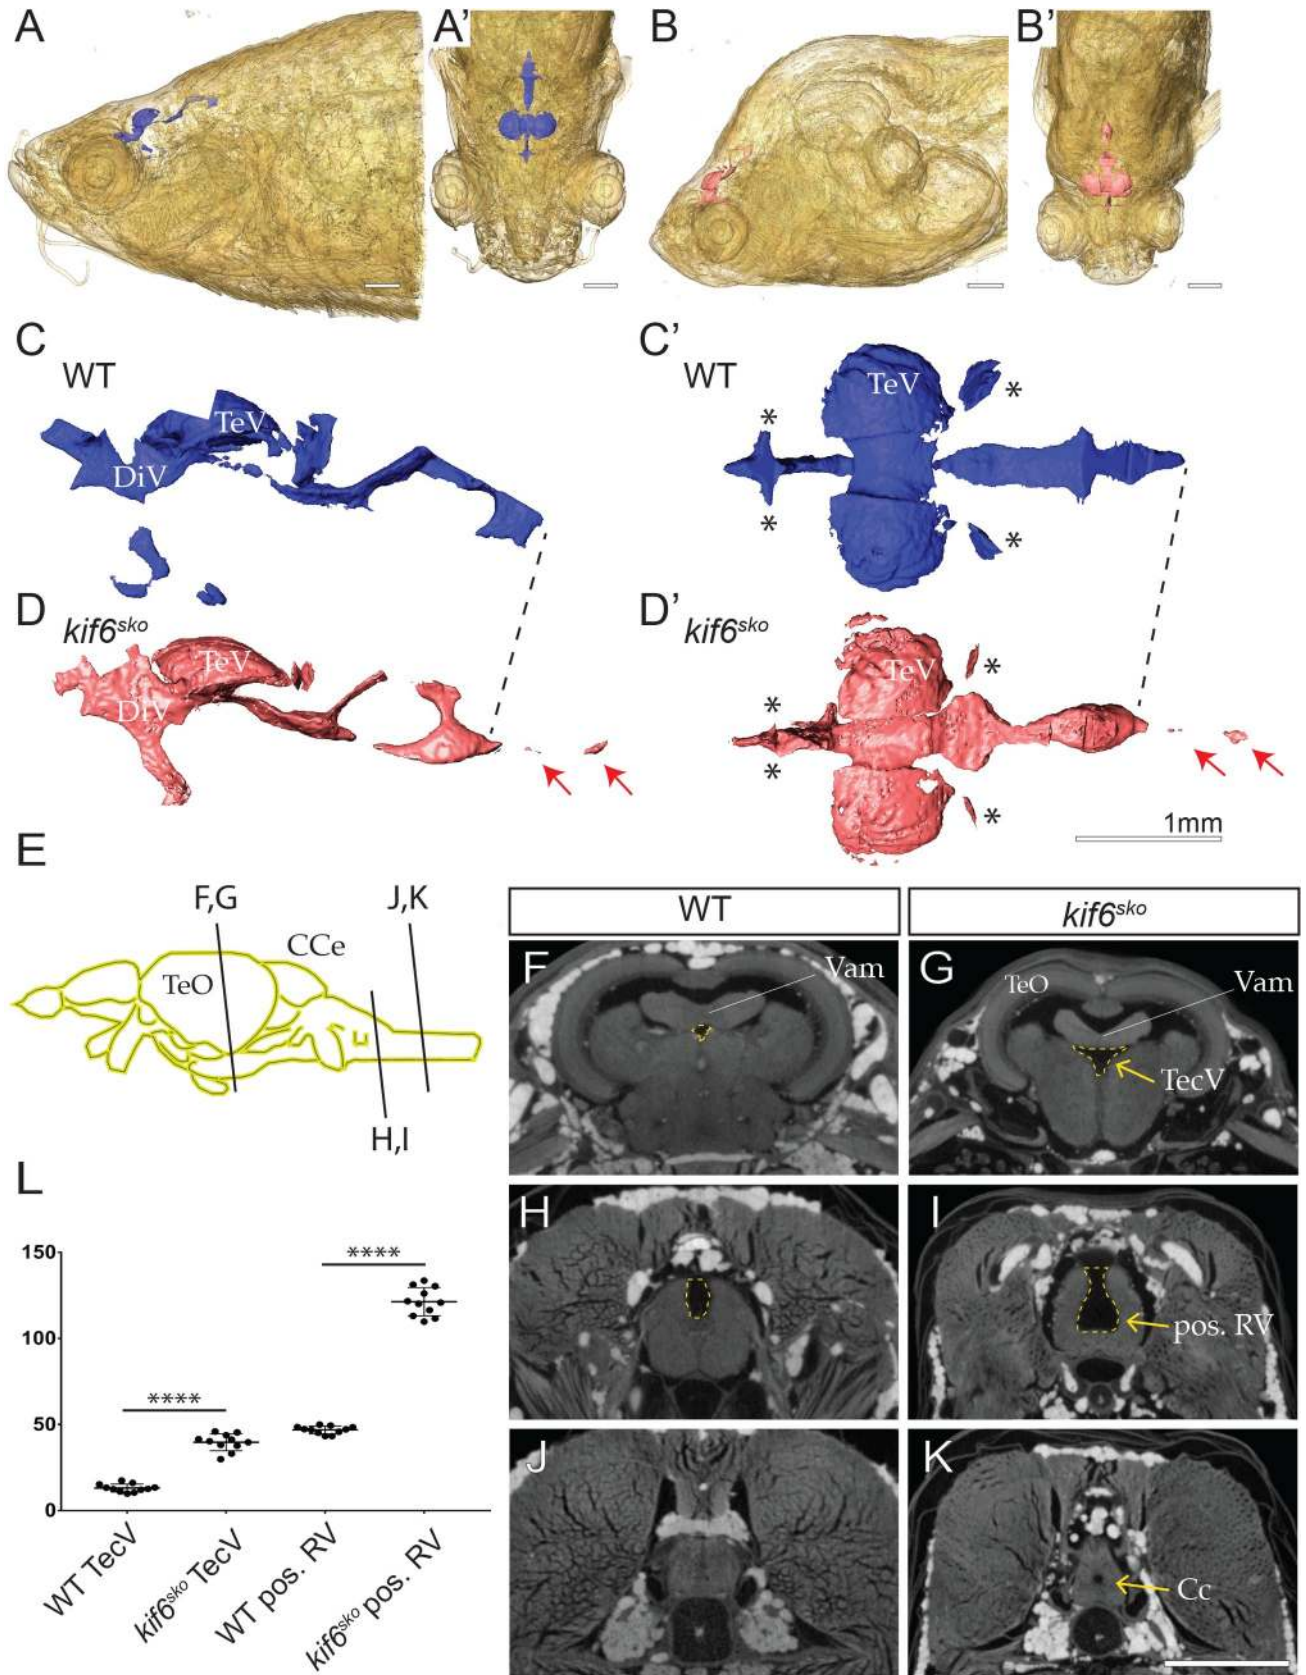 A A' B B'
C C'
WT WT
TeV TeV
DiV
*
*
*
*
D D'
kif6sko kif6sko
TeV TeV
DiV
*
*
*
*
1mm
E
F,G J,K
CCe
TeO
H,I
WT kif6sko
F G
Vam TeO Vam
TecV
H I
pos. RV
J K
Cc
L
150
100
50
0
****
****
WT TecV
kif6sko TecV
WT pos. RV
kif6sko pos. RV